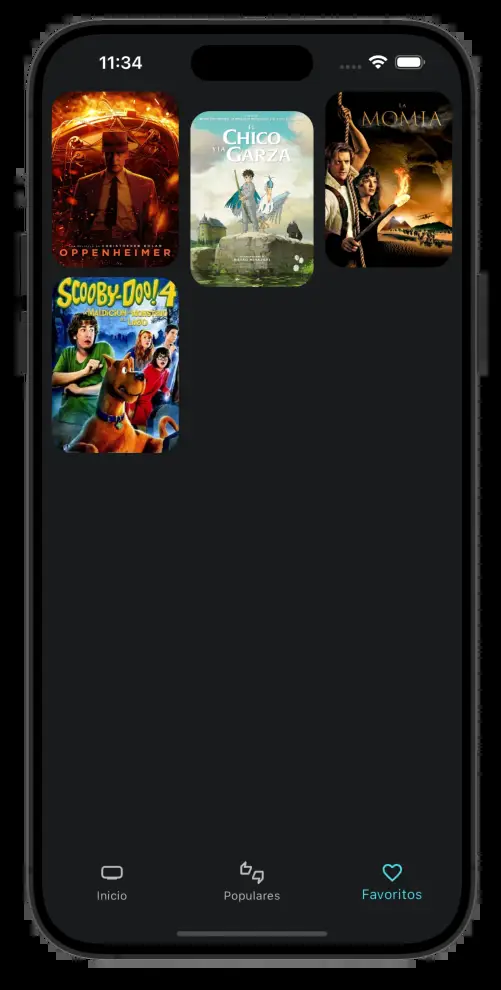 11:34
OPPENHEIMER
EL
CHICO
Y LA
GARZA
LA
MOMIA
SCOOBY-DOO! 4
LA MALDICIÓN DEL MONSTRUO
DEL LAGO
Inicio
Populares
Favoritos